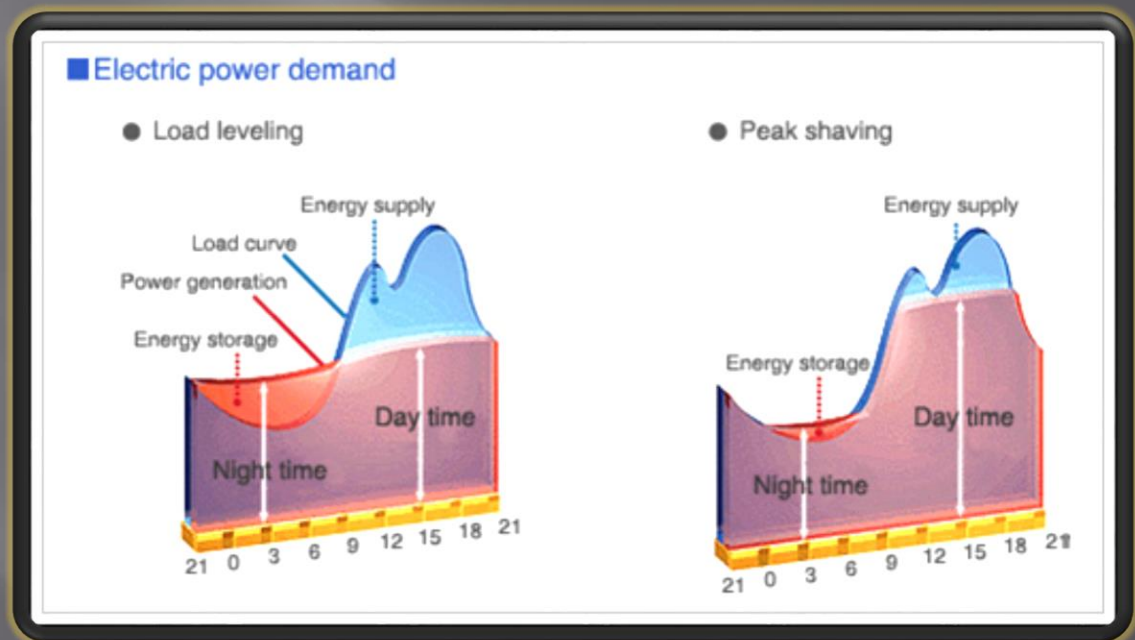 Electric power demand
Load leveling
Energy supply
Load curve
Power generation
Energy storage
Day time
Night time
21 0 3 6 9 12 15 18 21
Peak shaving
Energy supply
Energy storage
Day time
Night time
21 0 3 6 9 12 15 18 21